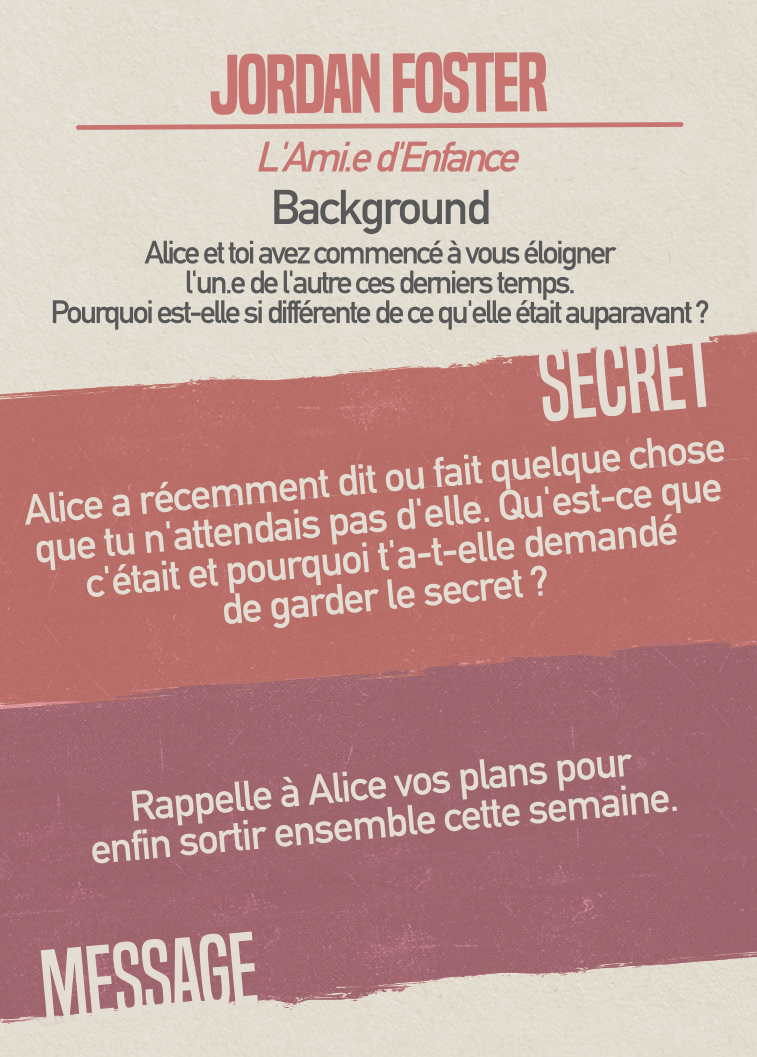 JORDAN FOSTER
L'Ami.e d'Enfance
Background
Alice et toi avez commencé à vous éloigner
l'un.e de l'autre ces derniers temps.
Pourquoi est-elle si différente de ce qu'elle était auparavant ?
SECRET
Alice a récemment dit ou fait quelque chose
que tu n'attendais pas d'elle. Qu'est-ce que
c'était et pourquoi t'a-t-elle demandé
de garder le secret ?
Rappelle à Alice vos plans pour
enfin sortir ensemble cette semaine.
MESSAGE